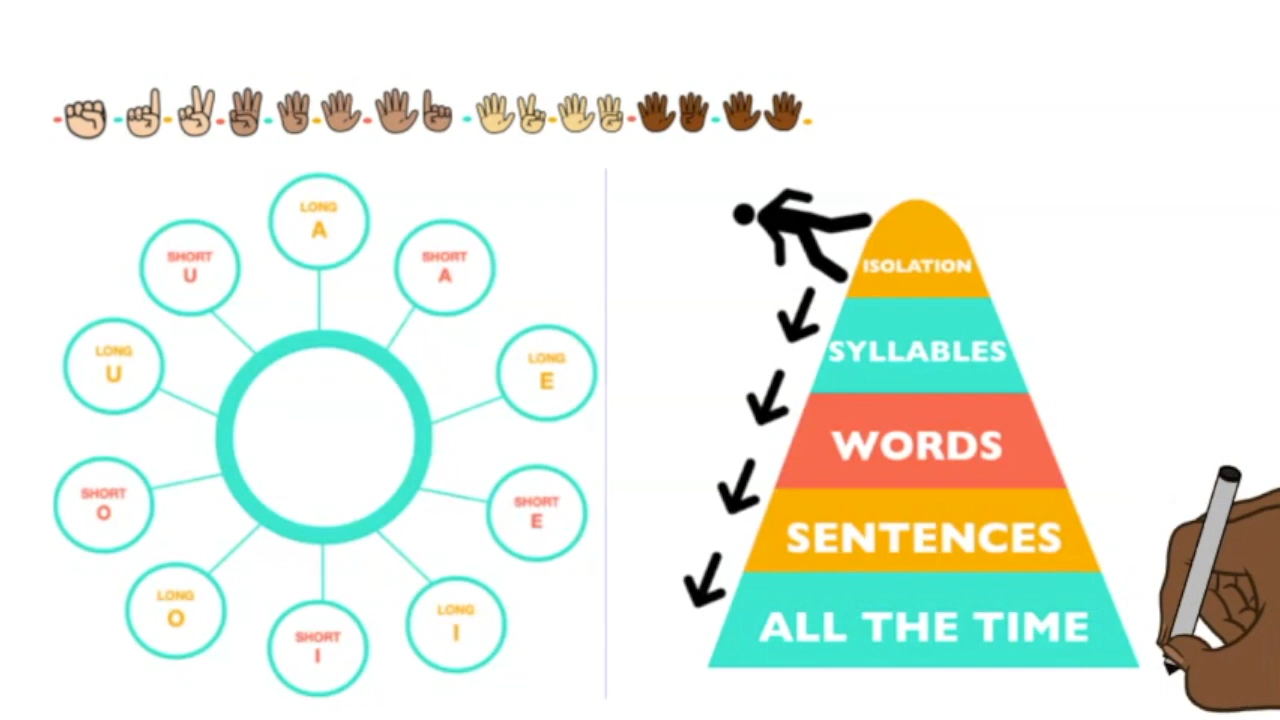 LONG
A
SHORT
A
LONG
E
SHORT
E
LONG
I
SHORT
I
LONG
O
SHORT
O
LONG
U
SHORT
U
ISOLATION
SYLLABLES
WORDS
SENTENCES
ALL THE TIME